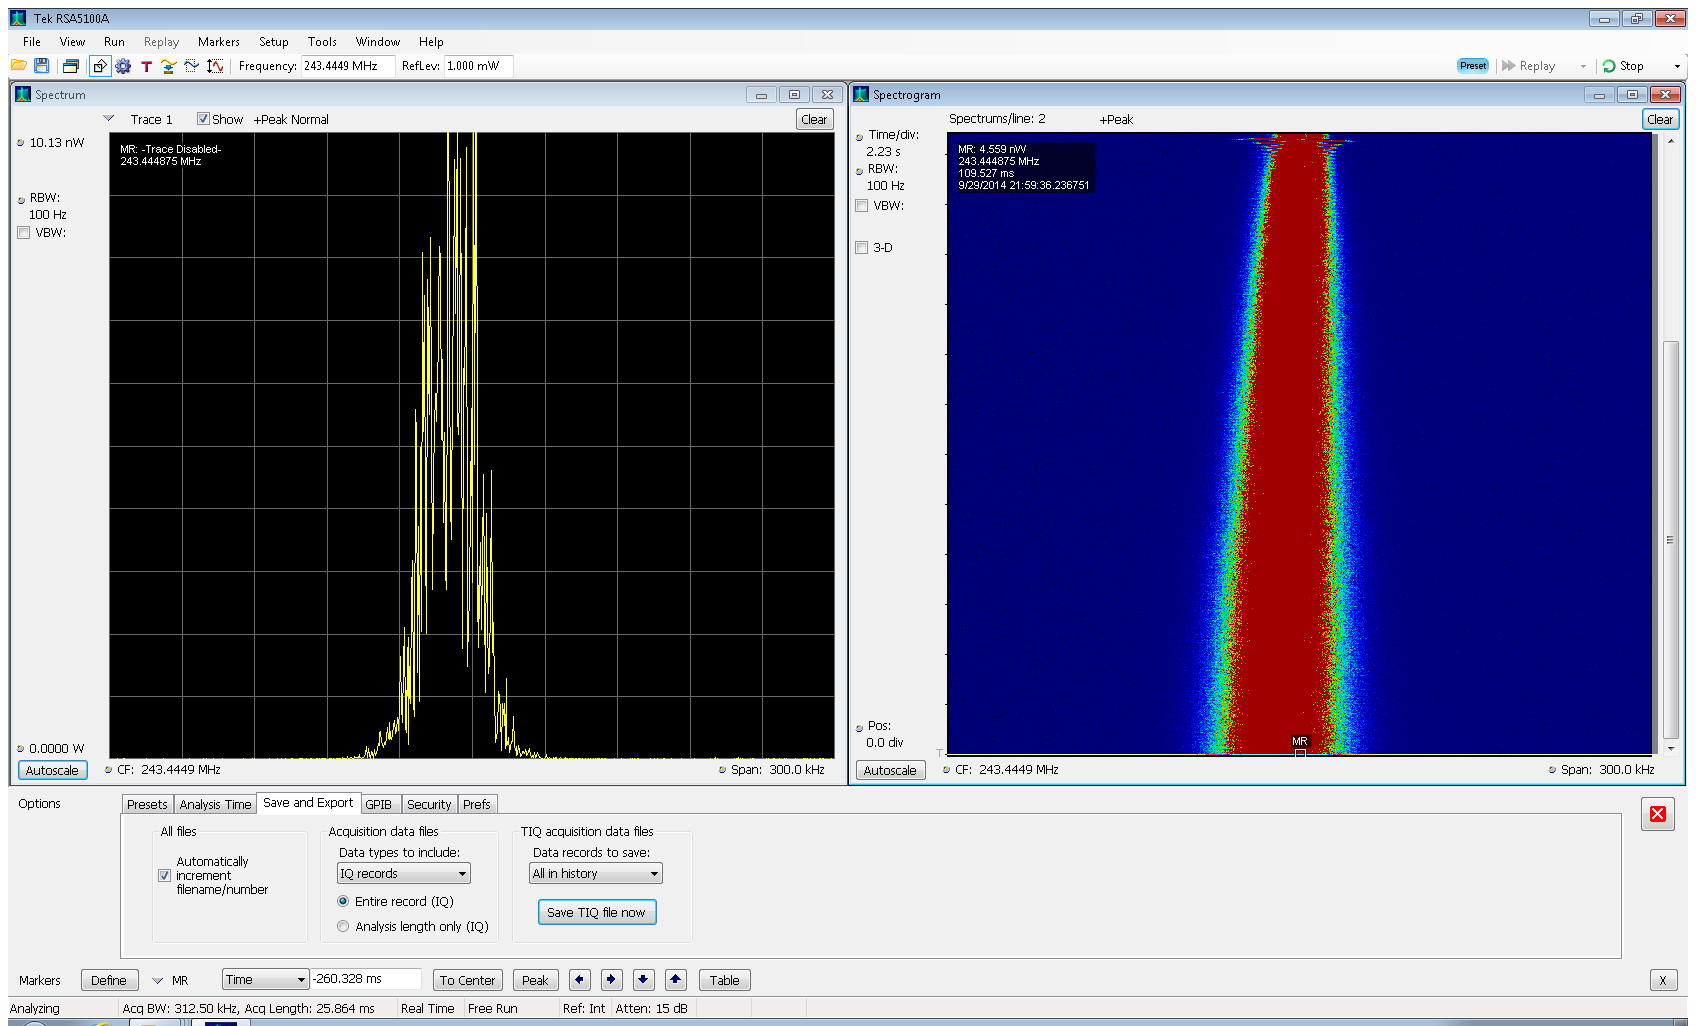 Tek RSA5100A
File View Run Replay Markers Setup Tools Window Help
Frequency: 243.4449 MHz RefLev: 1.000 mW Preset Replay Stop
Spectrum
Trace 1 Show +Peak Normal Clear
10.13 nW
MR: -Trace Disabled-
243.444875 MHz
RBW:
100 Hz
VBW:
0.0000 W
Autoscale CF: 243.4449 MHz Span: 300.0 kHz
Spectrogram
Spectrums/line: 2 +Peak Clear
Time/div:
2.23 s
RBW:
100 Hz
VBW:
3-D
MR: 4.559 nW
243.444875 MHz
109.527 ms
9/29/2014 21:59:36.236751
Pos:
0.0 div
MR
T
Autoscale CF: 243.4449 MHz Span: 300.0 kHz
Options
Presets Analysis Time Save and Export GPIB Security Prefs
All files
Automatically
increment
filename/number
Acquisition data files
Data types to include:
IQ records
Entire record (IQ)
Analysis length only (IQ)
TIQ acquisition data files
Data records to save:
All in history
Save TIQ file now
Markers Define MR Time -260.328 ms To Center Peak Table X
Analyzing Acq BW: 312.50 kHz, Acq Length: 25.864 ms Real Time Free Run Ref: Int Atten: 15 dB